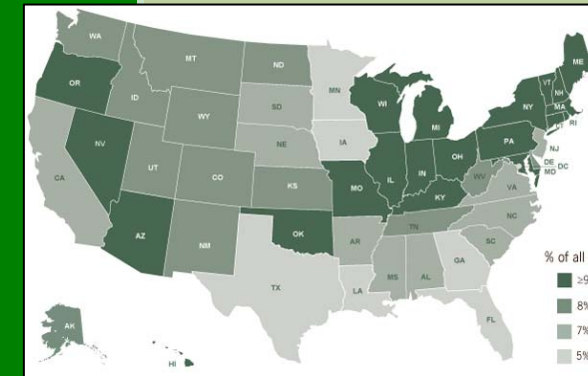 WA
MT
ND
MN
ME
OR
ID
WY
SD
WI
MI
NY
VT
NH
MA
RI
IA
NE
PA
NJ
NV
UT
CO
IL
IN
OH
DE
DC
MD
CA
KS
MO
KY
WV
VA
AZ
NM
OK
AR
TN
NC
SC
TX
LA
MS
AL
GA
FL
AK
HI
% of all
8%
7%
5%